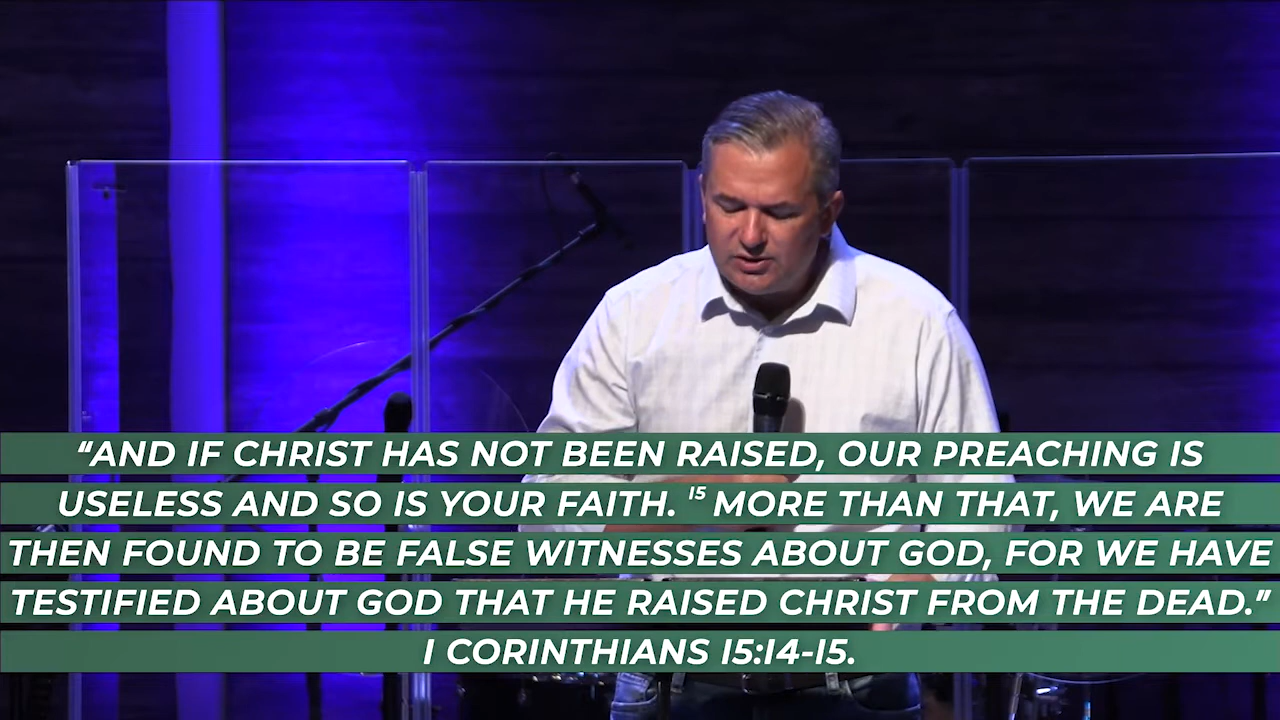 “AND IF CHRIST HAS NOT BEEN RAISED, OUR PREACHING IS
USELESS AND SO IS YOUR FAITH. ¹⁵ MORE THAN THAT, WE ARE
THEN FOUND TO BE FALSE WITNESSES ABOUT GOD, FOR WE HAVE
TESTIFIED ABOUT GOD THAT HE RAISED CHRIST FROM THE DEAD.”
1 CORINTHIANS 15:14-15.